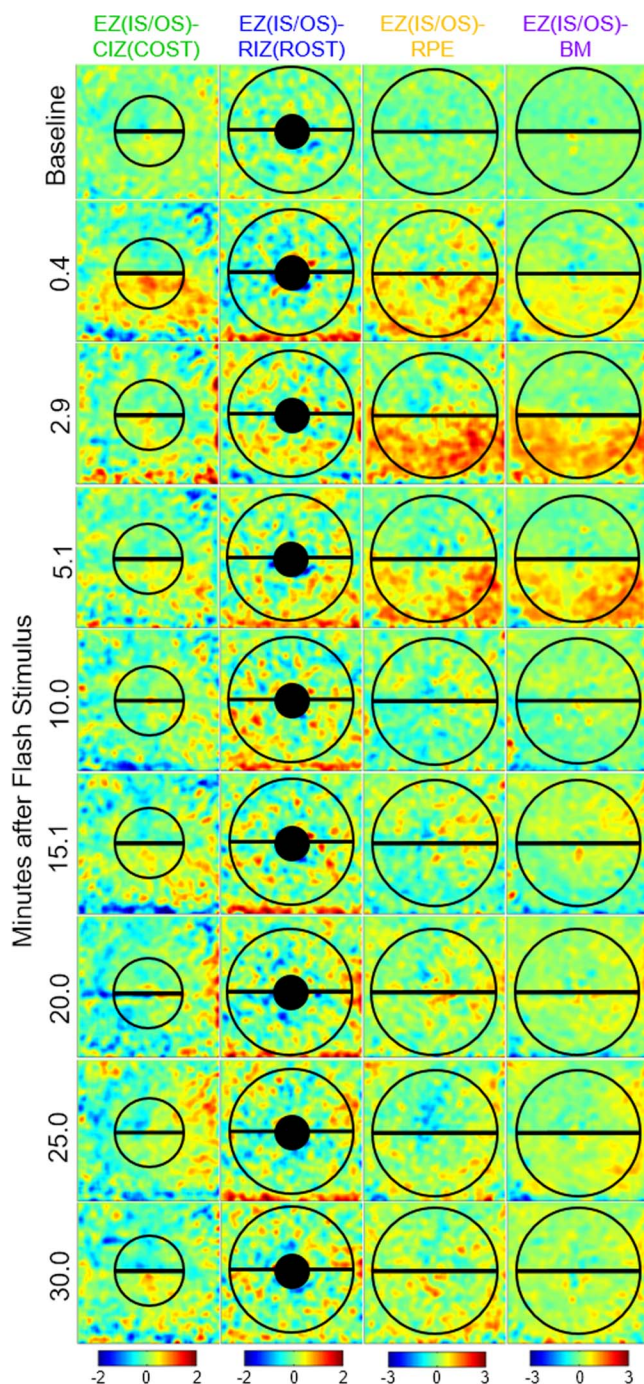 EZ(IS/OS)- EZ(IS/OS)- EZ(IS/OS)- EZ(IS/OS)-
CIZ(COST) RIZ(ROST) RPE BM
Minutes after Flash Stimulus
Baseline
0.4
2.9
5.1
10.0
15.1
20.0
25.0
30.0
-2 0 2 -2 0 2 -3 0 3 -3 0 3